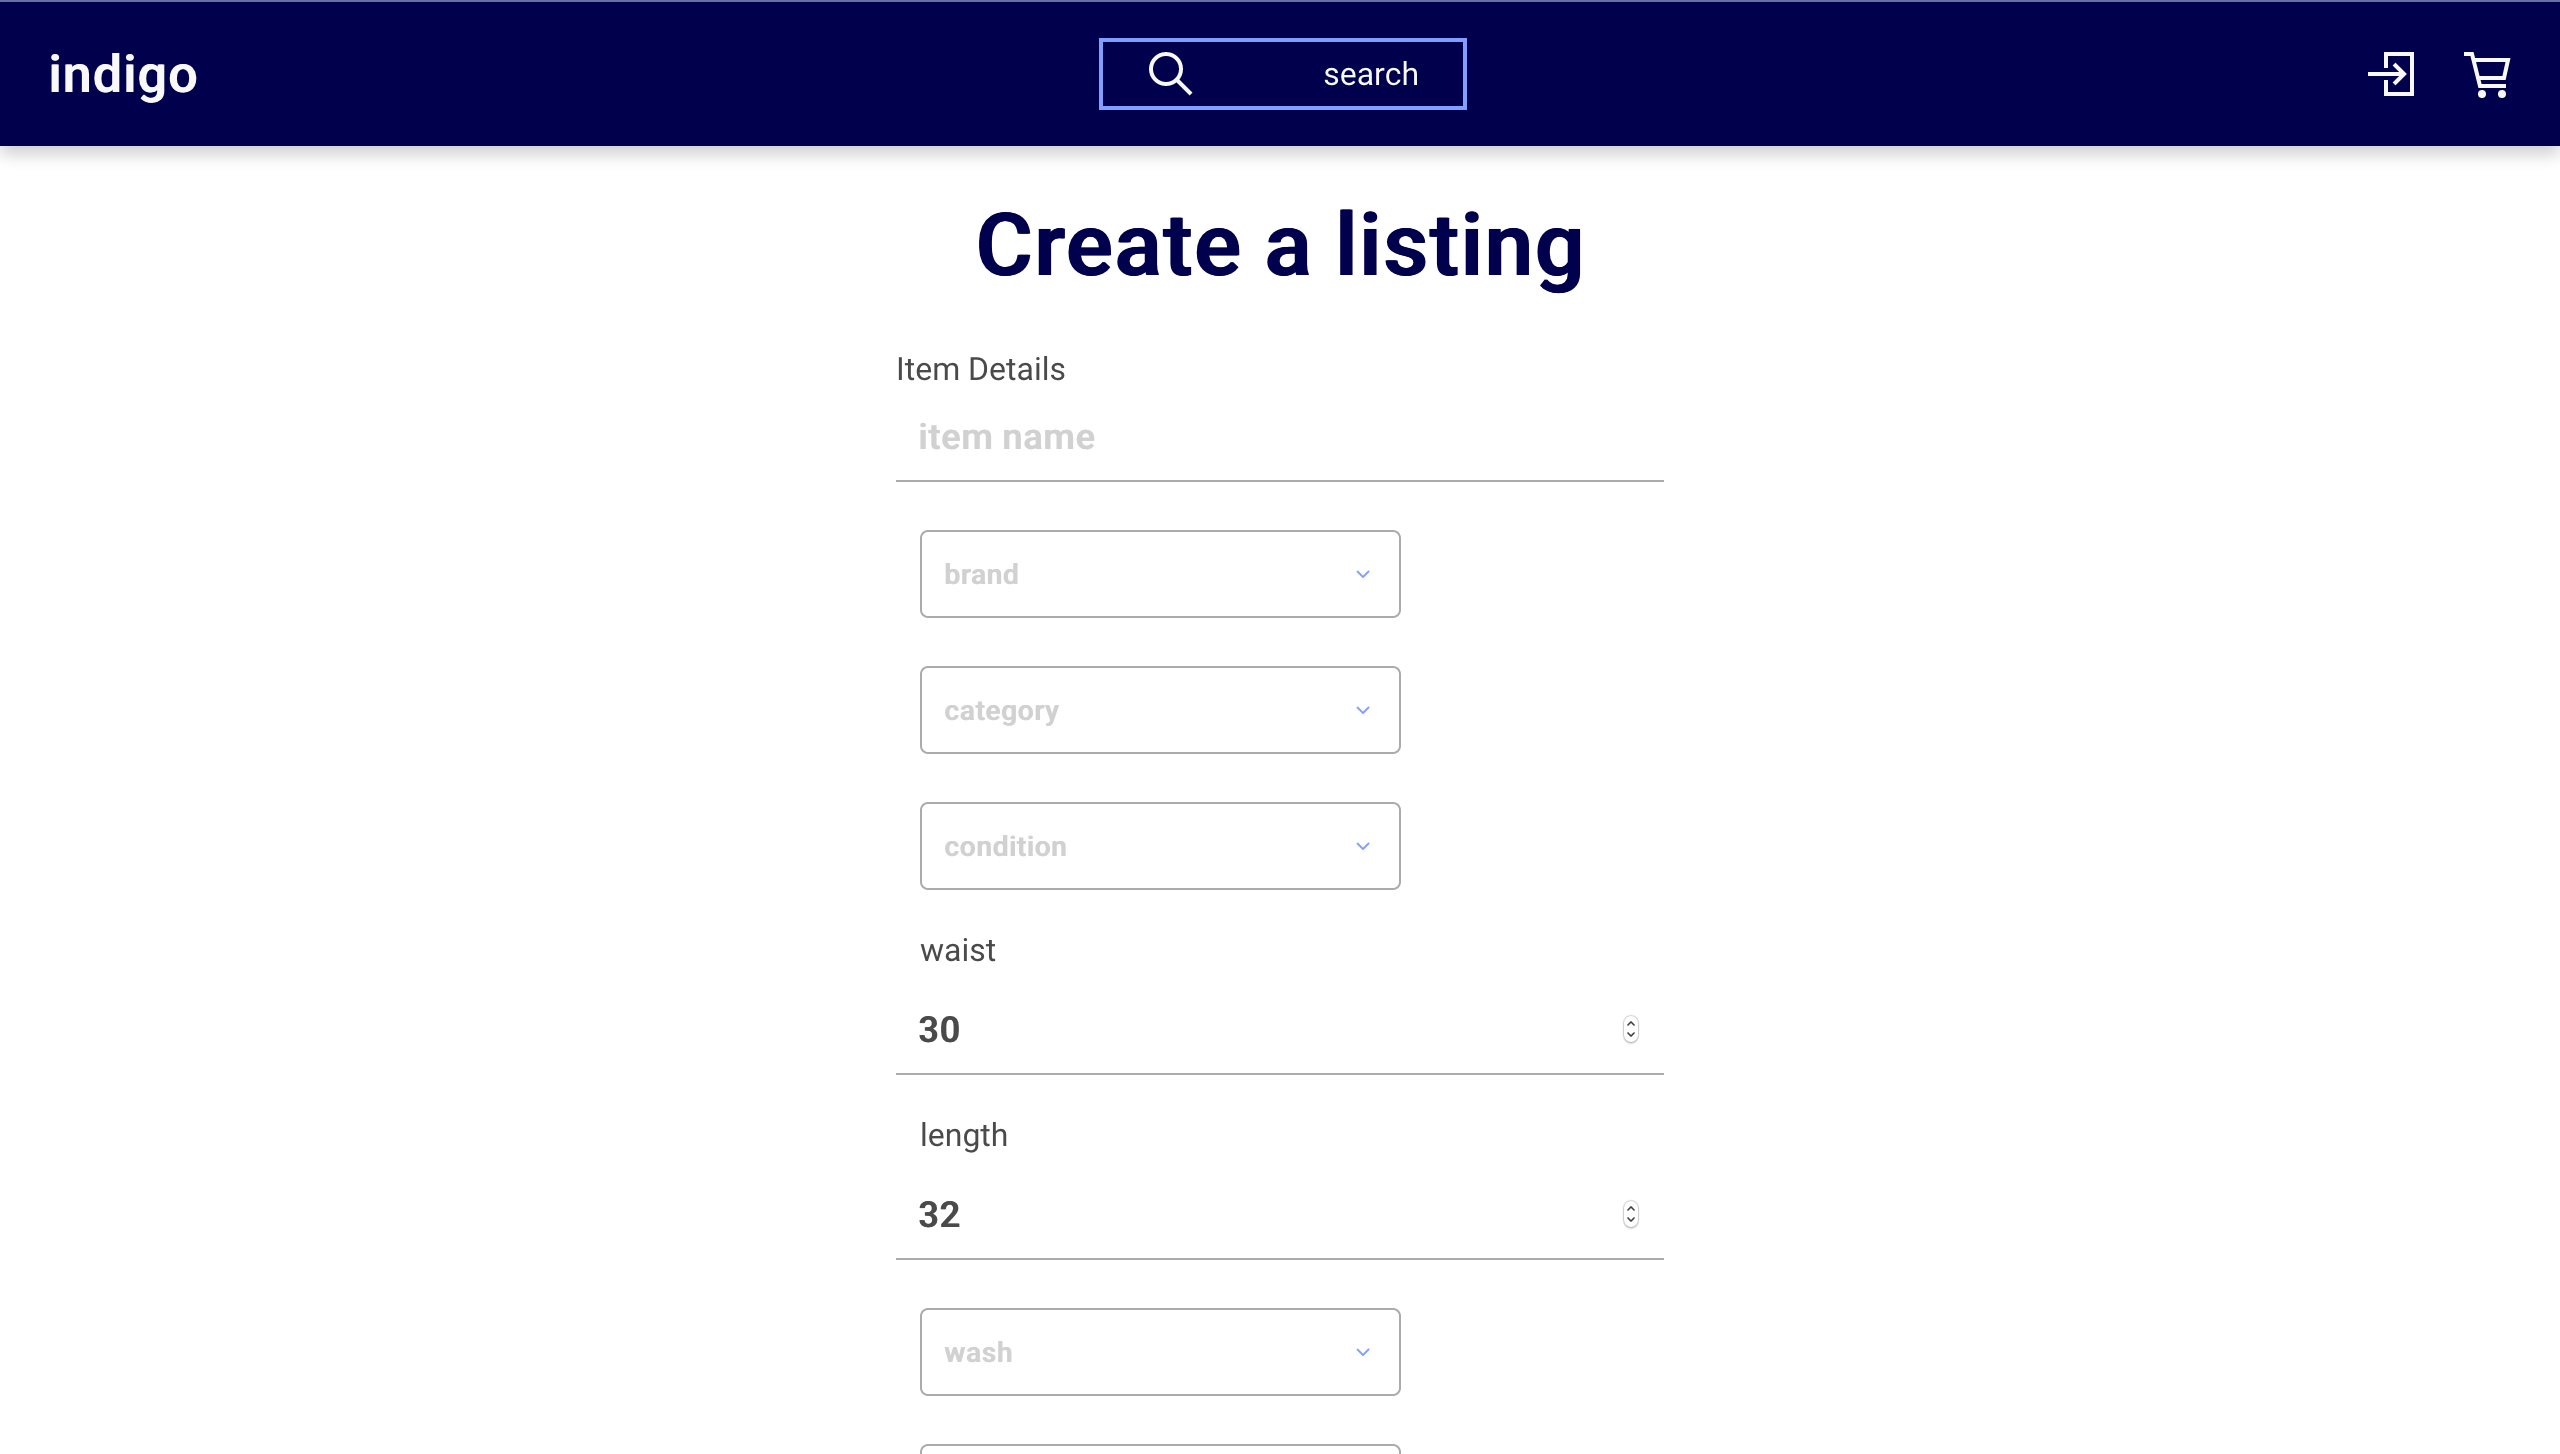 indigo
search
Create a listing
Item Details
item name
brand
category
condition
waist
30
length
32
wash